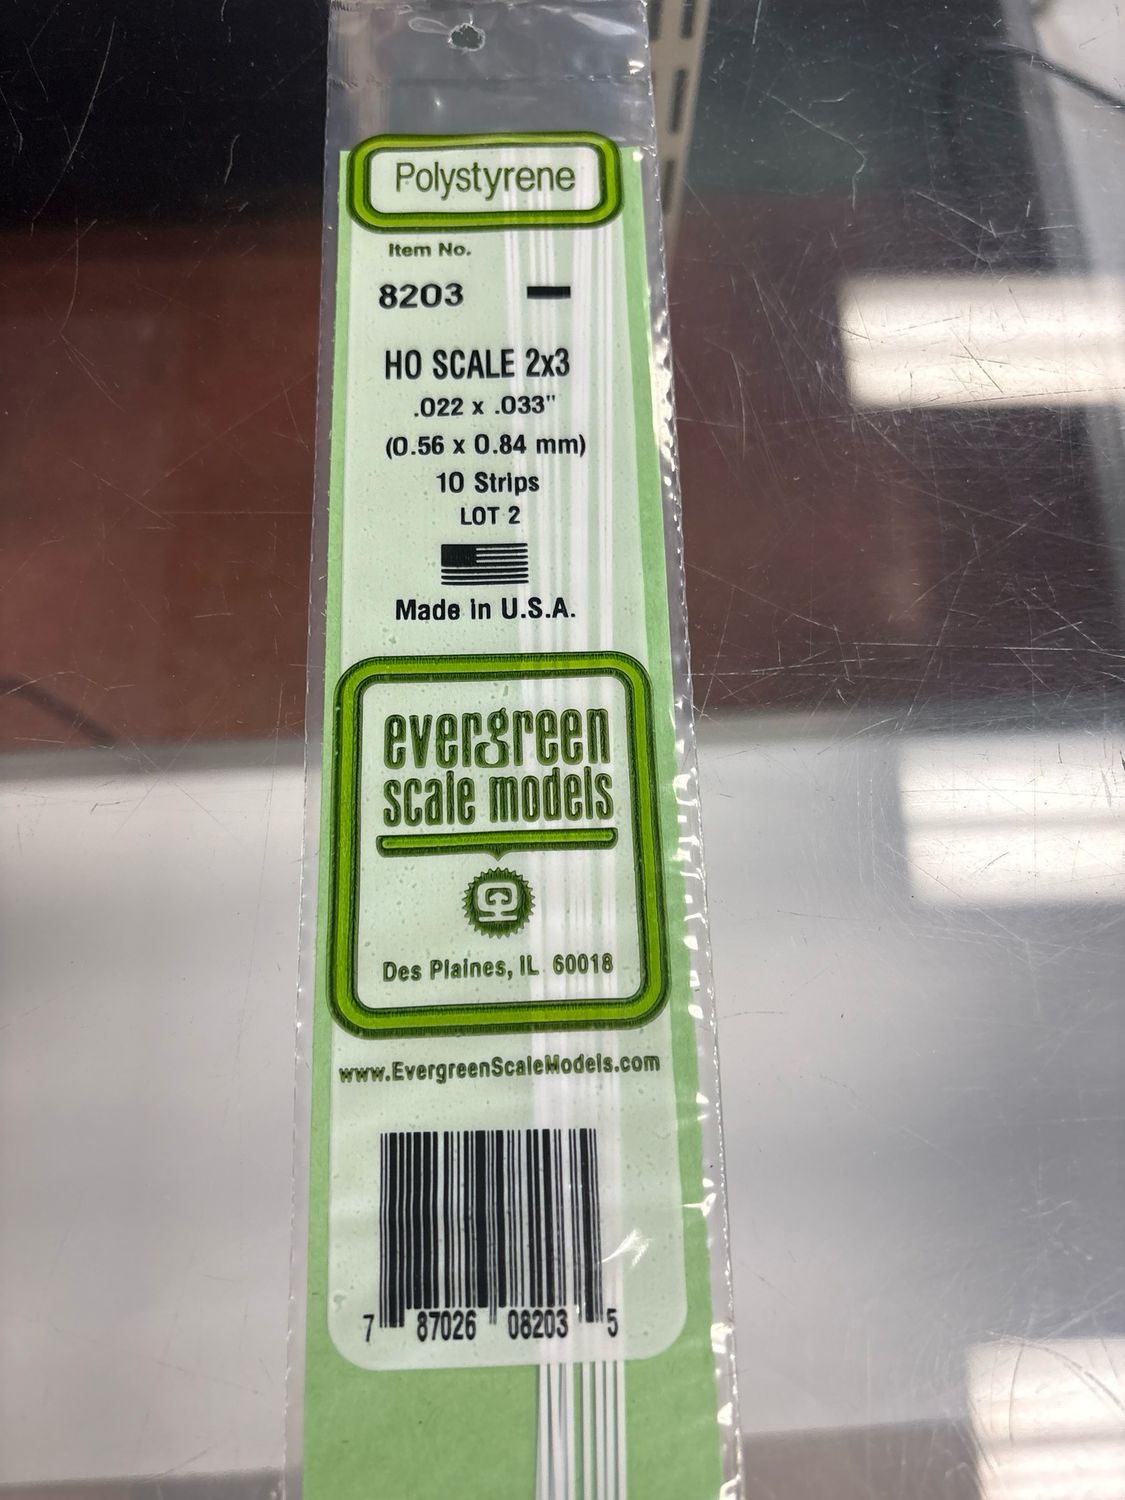 Polystyrene
Item No.
8203
HO SCALE 2x3
.022 x .033"
(0.56 x 0.84 mm)
10 Strips
LOT 2
Made in U.S.A.
evergreen
scale models
Des Plaines, IL 60018
www.EvergreenScaleModels.com
7 87026 08203 5